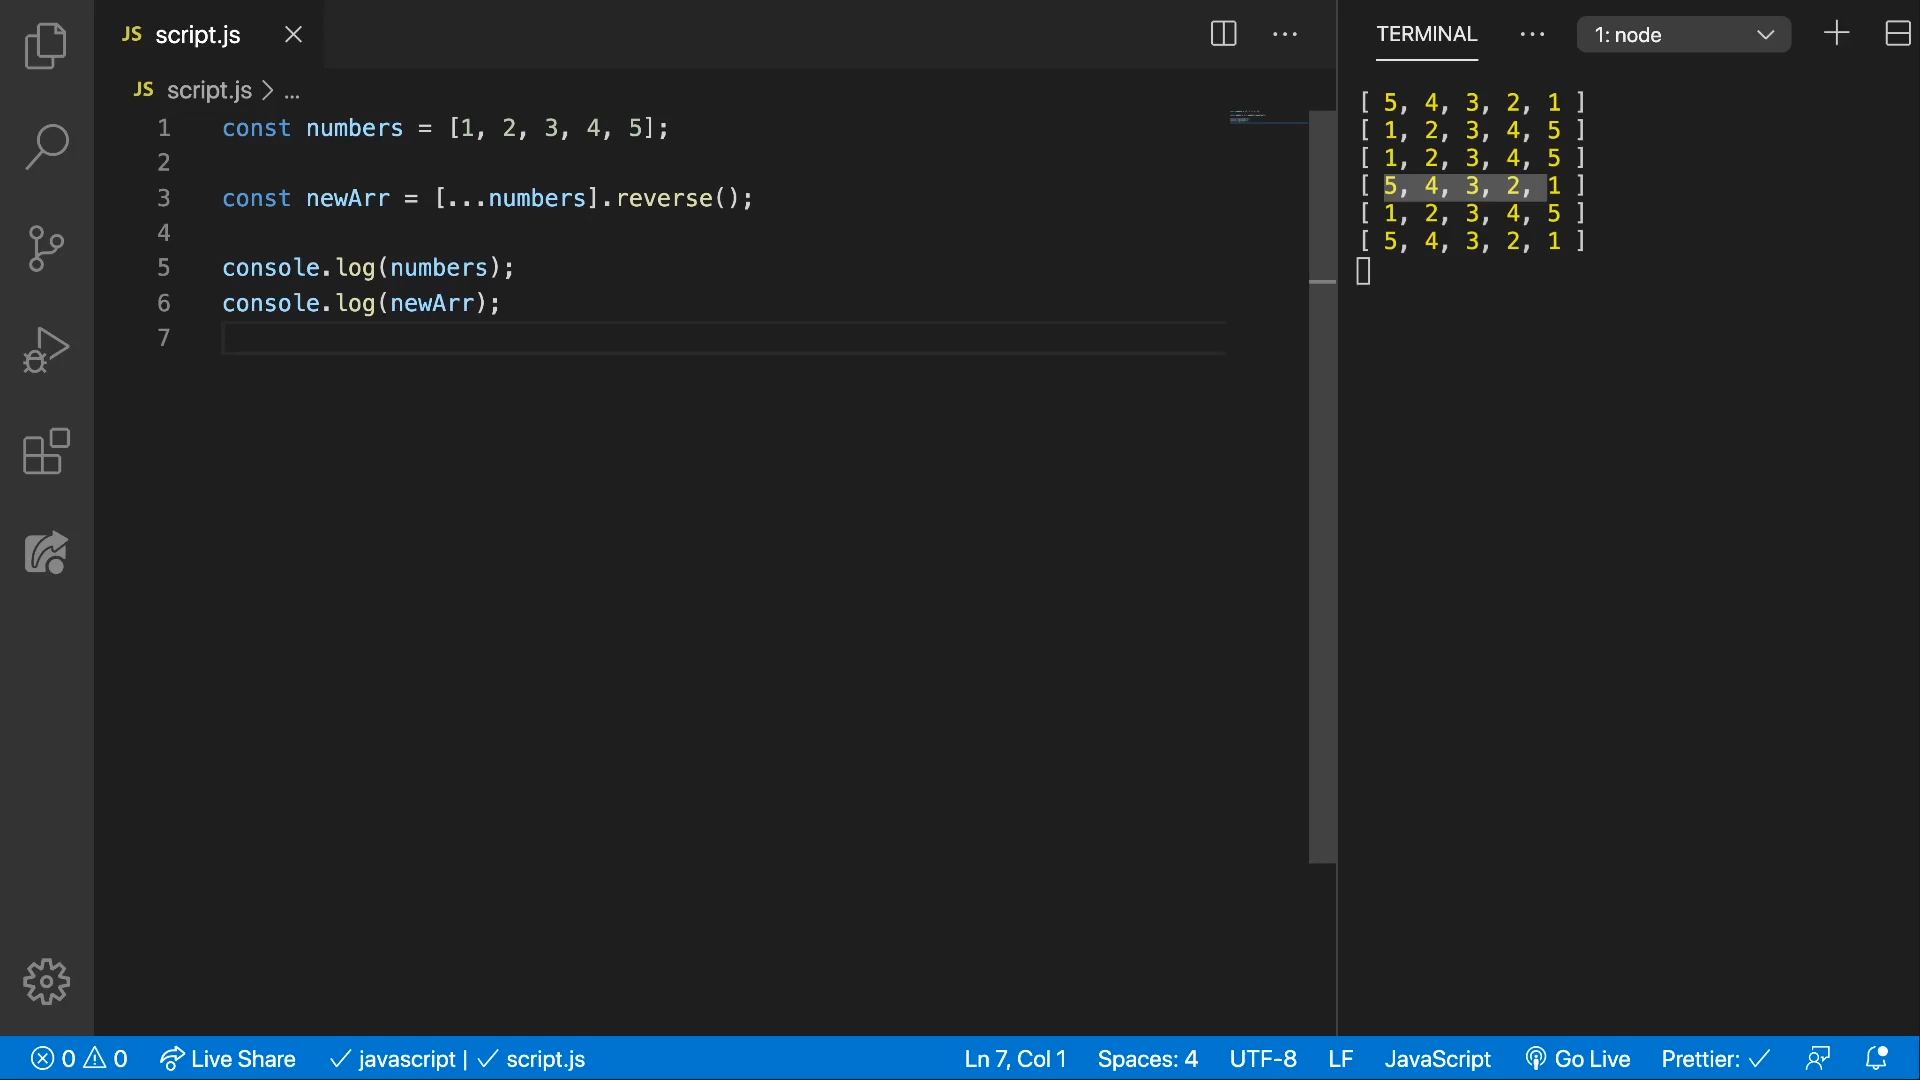 JS script.js
TERMINAL
1: node
JS script.js > ...
1 const numbers = [1, 2, 3, 4, 5];
2
3 const newArr = [...numbers].reverse();
4
5 console.log(numbers);
6 console.log(newArr);
7
[ 5, 4, 3, 2, 1 ]
[ 1, 2, 3, 4, 5 ]
[ 1, 2, 3, 4, 5 ]
[ 5, 4, 3, 2, 1 ]
[ 1, 2, 3, 4, 5 ]
[ 5, 4, 3, 2, 1 ]
0 0 Live Share javascript | script.js Ln 7, Col 1 Spaces: 4 UTF-8 LF JavaScript Go Live Prettier: ✓